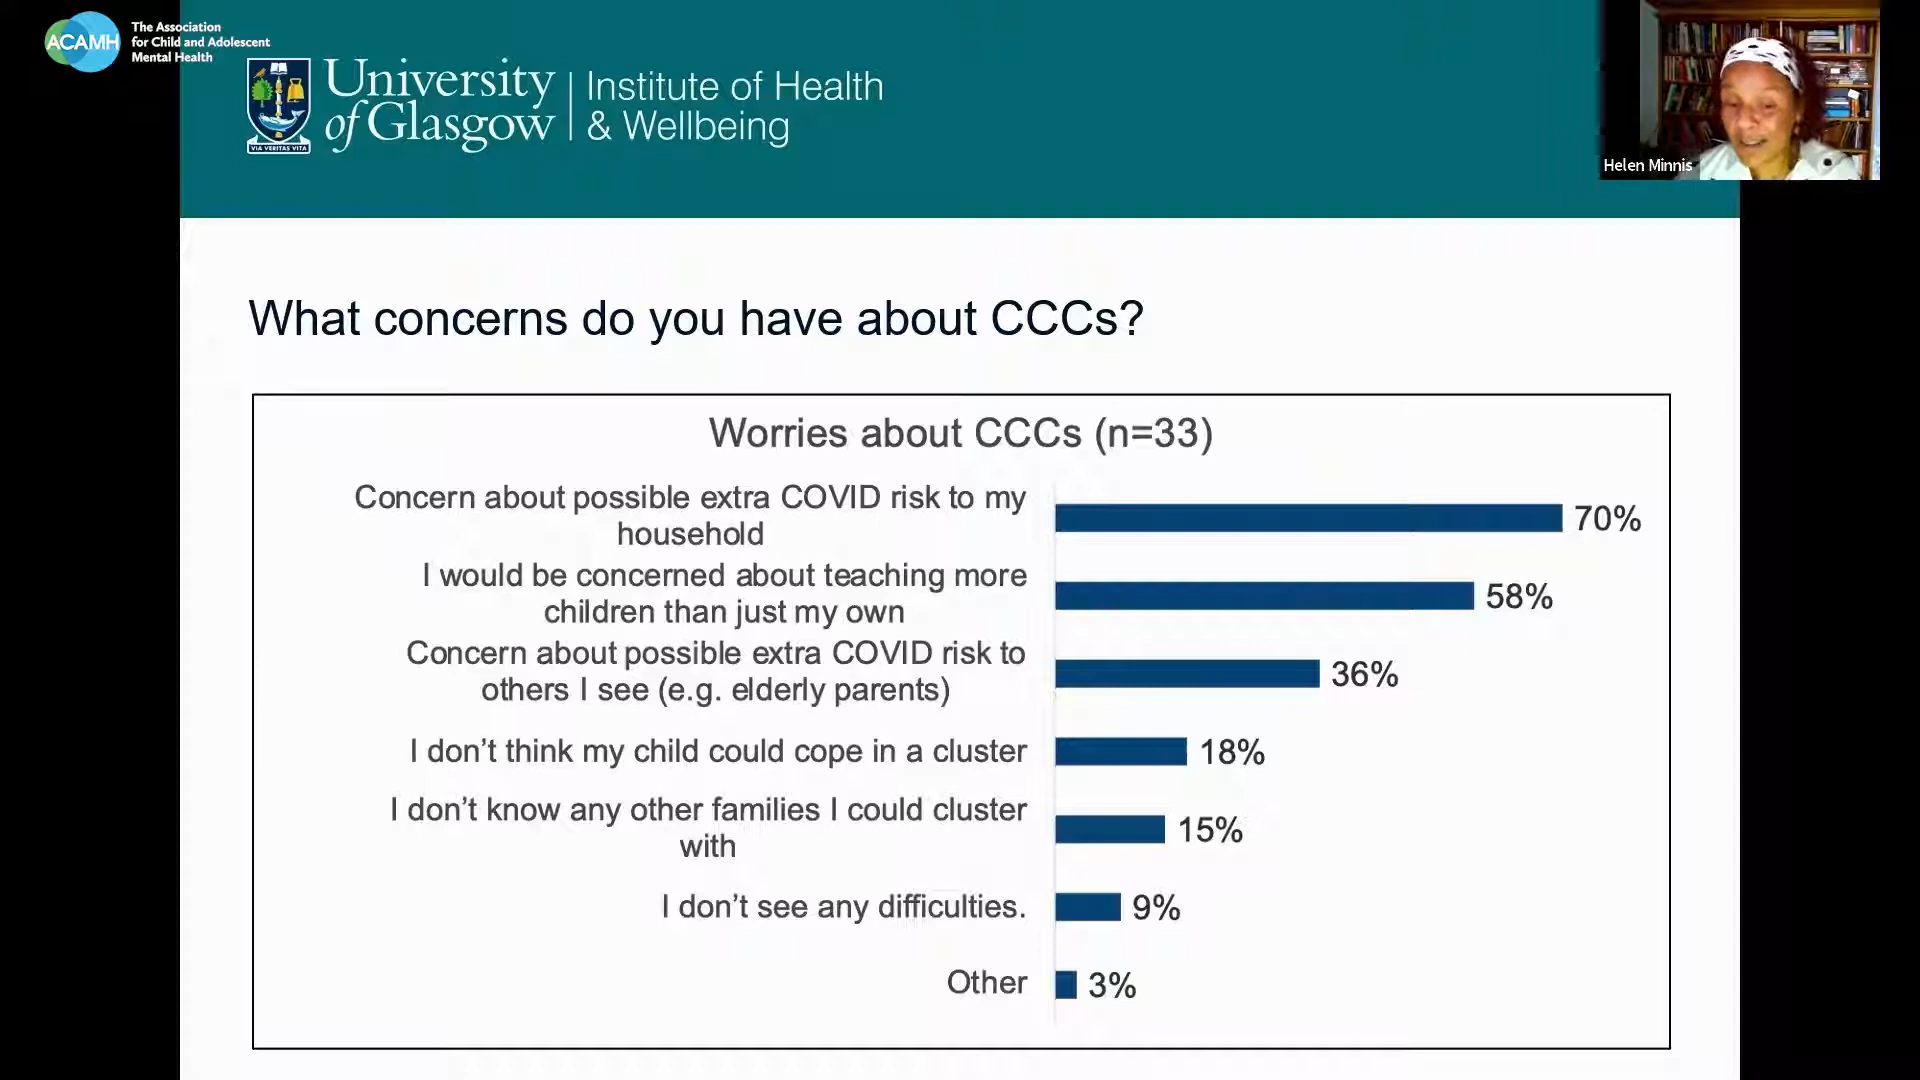 ACAMH
The Association
for Child and Adolescent
Mental Health
University
of Glasgow
Institute of Health
& Wellbeing
VIA VERITAS VITA
Helen Minnis
What concerns do you have about CCCs?
Worries about CCCs (n=33)
Concern about possible extra COVID risk to my
household
70%
I would be concerned about teaching more
children than just my own
58%
Concern about possible extra COVID risk to
others I see (e.g. elderly parents)
36%
I don’t think my child could cope in a cluster
18%
I don’t know any other families I could cluster
with
15%
I don’t see any difficulties.
9%
Other
3%